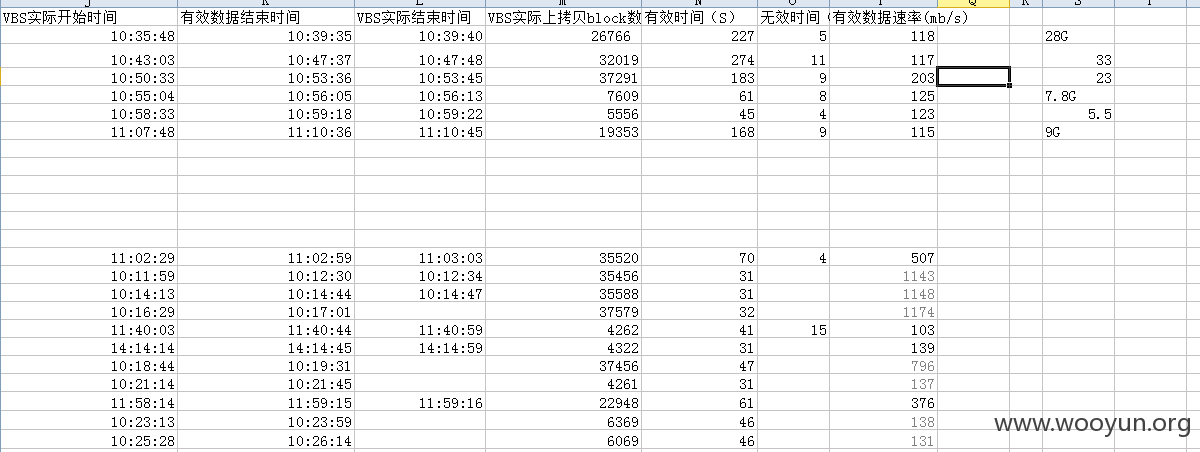 VBS实际开始时间 有效数据结束时间 VBS实际结束时间 VBS实际上拷贝block数 有效时间（S） 无效时间（ 有效数据速率(mb/s)
10:35:48 10:39:35 10:39:40 26766 227 5 118 28G
10:43:03 10:47:37 10:47:48 32019 274 11 117 33
10:50:33 10:53:36 10:53:45 37291 183 9 203 23
10:55:04 10:56:05 10:56:13 7609 61 8 125 7.8G
10:58:33 10:59:18 10:59:22 5556 45 4 123 5.5
11:07:48 11:10:36 11:10:45 19353 168 9 115 9G
11:02:29 11:02:59 11:03:03 35520 70 4 507
10:11:59 10:12:30 10:12:34 35456 31 1143
10:14:13 10:14:44 10:14:47 35588 31 1148
10:16:29 10:17:01 37579 32 1174
11:40:03 11:40:44 11:40:59 4262 41 15 103
14:14:14 14:14:45 14:14:59 4322 31 139
10:18:44 10:19:31 37456 47 796
10:21:14 10:21:45 4261 31 137
11:58:14 11:59:15 11:59:16 22948 61 376
10:23:13 10:23:59 6369 46 138
10:25:28 10:26:14 6069 46 131
www.wooyun.org